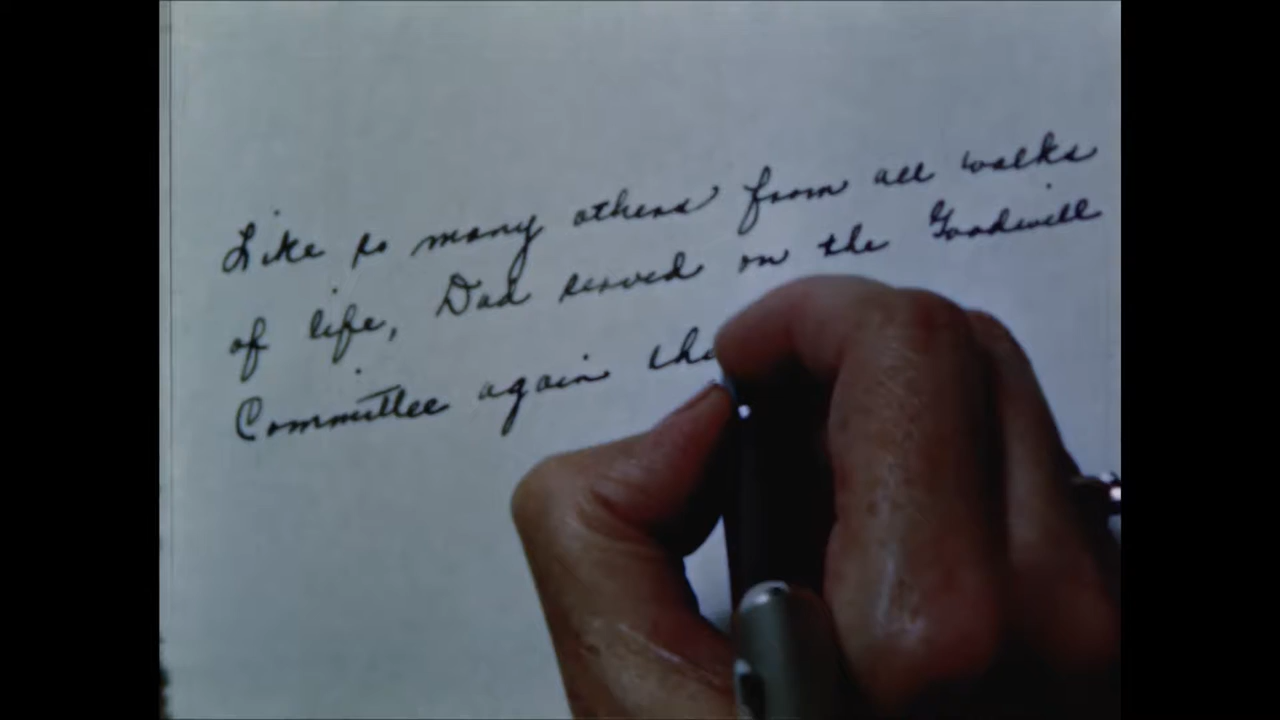 Like so many others from all walks
of life, Dad served on the Goodwill
Committee again